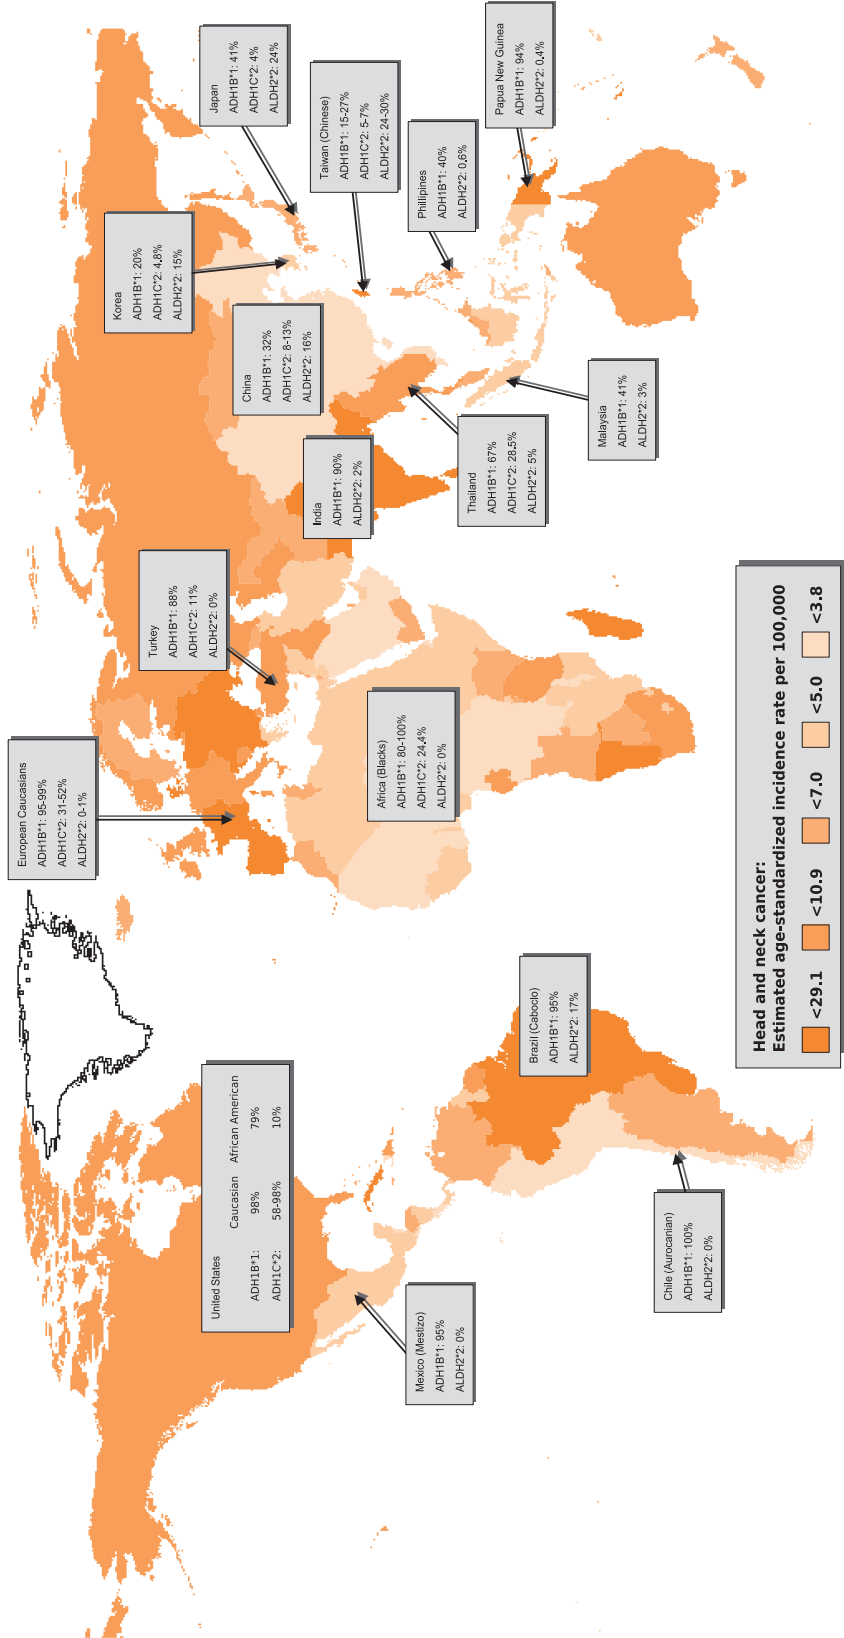 United States
Caucasian African American
ADH1B*1: 98% 79%
ADH1C*2: 58-98% 10%
Mexico (Mestizo)
ADH1B*1: 95%
ALDH2*2: 0%
Chile (Aurocanian)
ADH1B*1: 100%
ALDH2*2: 0%
Brazil (Caboclo)
ADH1B*1: 95%
ALDH2*2: 17%
European Caucasians
ADH1B*1: 95-99%
ADH1C*2: 31-52%
ALDH2*2: 0-1%
Africa (Blacks)
ADH1B*1: 80-100%
ADH1C*2: 24.4%
ALDH2*2: 0%
Turkey
ADH1B*1: 88%
ADH1C*2: 11%
ALDH2*2: 0%
India
ADH1B*1: 90%
ALDH2*2: 2%
Thailand
ADH1B*1: 67%
ADH1C*2: 28.5%
ALDH2*2: 5%
Malaysia
ADH1B*1: 41%
ALDH2*2: 3%
China
ADH1B*1: 32%
ADH1C*2: 8-13%
ALDH2*2: 16%
Korea
ADH1B*1: 20%
ADH1C*2: 4.8%
ALDH2*2: 15%
Phillipines
ADH1B*1: 40%
ALDH2*2: 0.6%
Taiwan (Chinese)
ADH1B*1: 15-27%
ADH1C*2: 5-7%
ALDH2*2: 24-30%
Japan
ADH1B*1: 41%
ADH1C*2: 4%
ALDH2*2: 24%
Papua New Guinea
ADH1B*1: 94%
ALDH2*2: 0.4%
Head and neck cancer:
Estimated age-standardized incidence rate per 100,000
<29.1 <10.9 <7.0 <5.0 <3.8